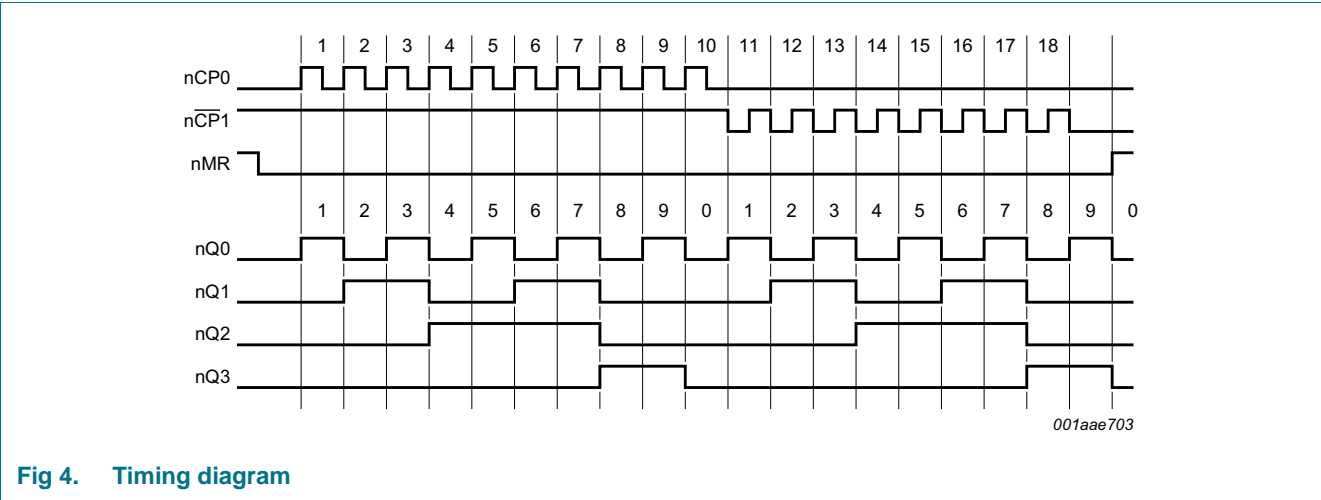 1 2 3 4 5 6 7 8 9 10 11 12 13 14 15 16 17 18
nCP0
nCP1
nMR
1 2 3 4 5 6 7 8 9 0 1 2 3 4 5 6 7 8 9 0
nQ0
nQ1
nQ2
nQ3
001aae703
Fig 4. Timing diagram